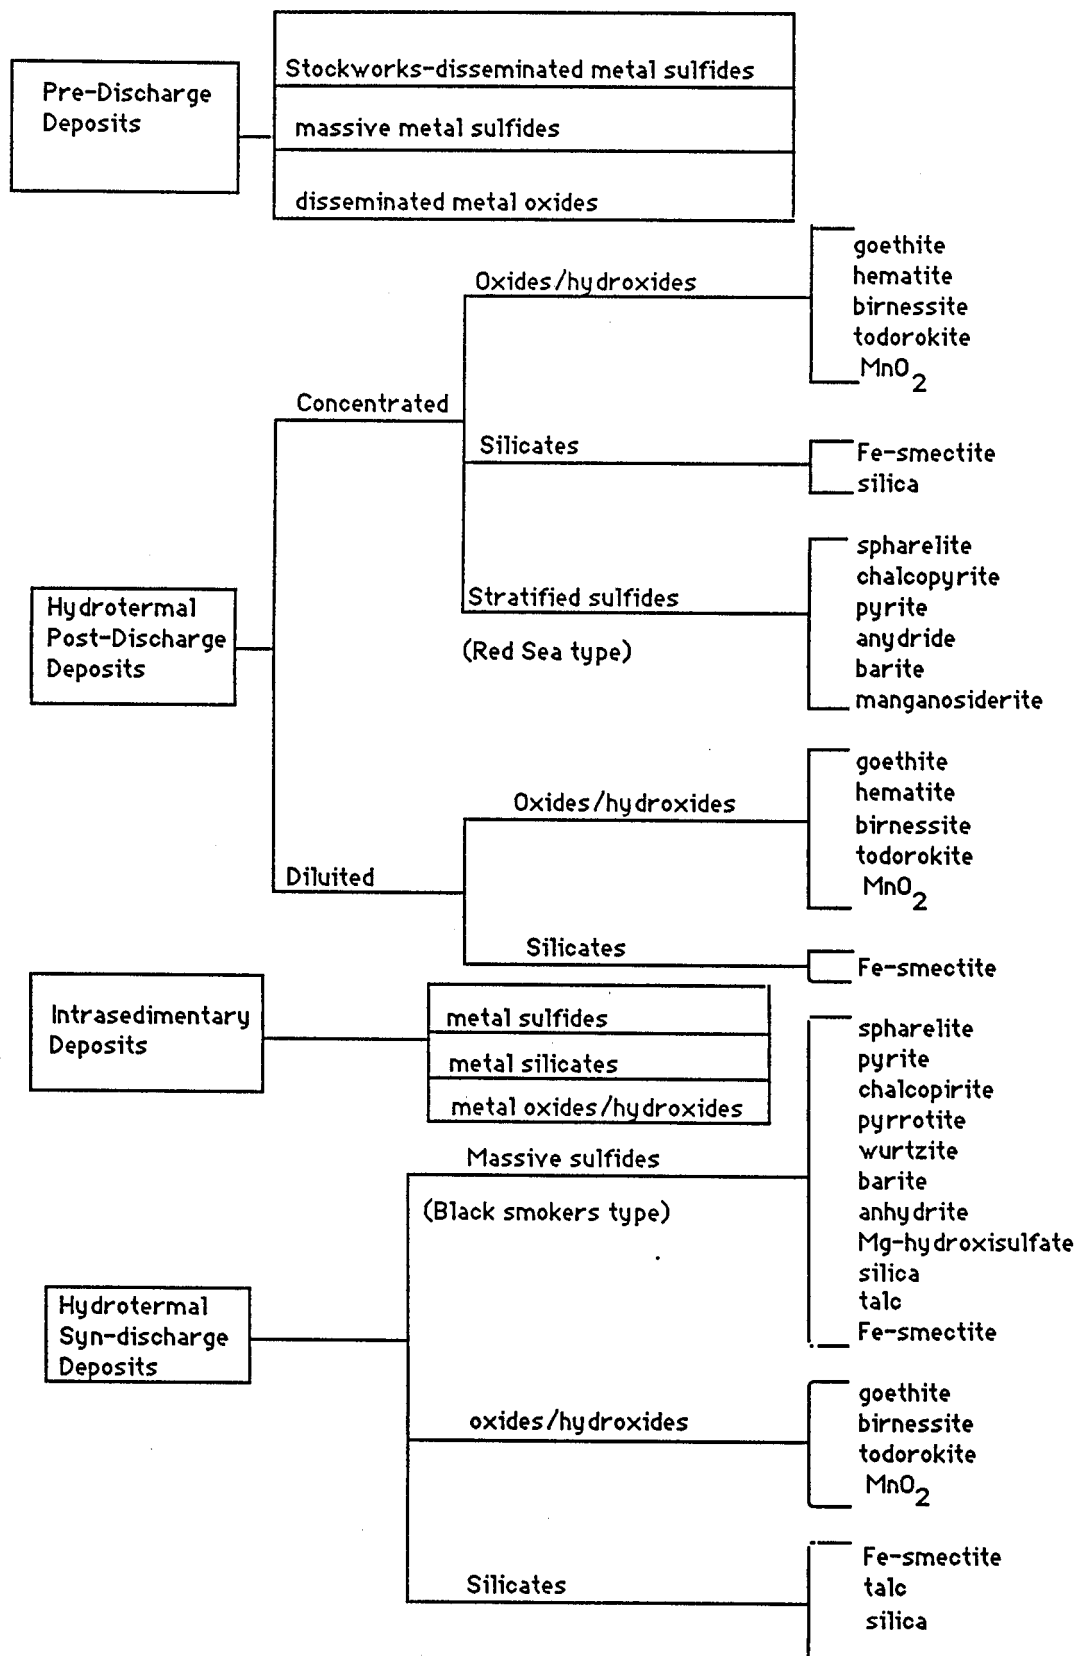 Pre-Discharge
Deposits
Stockworks-disseminated metal sulfides
massive metal sulfides
disseminated metal oxides
Hydrotermal
Post-Discharge
Deposits
Concentrated
Oxides/hydroxides
goethite
hematite
birnessite
todorokite
MnO2
Silicates
Fe-smectite
silica
Stratified sulfides
(Red Sea type)
spharelite
chalcopyrite
pyrite
anydride
barite
manganosiderite
Diluited
Oxides/hydroxides
goethite
hematite
birnessite
todorokite
MnO2
Silicates
Fe-smectite
Intrasedimentary
Deposits
metal sulfides
metal silicates
metal oxides/hydroxides
Hydrotermal
Syn-discharge
Deposits
Massive sulfides
(Black smokers type)
spharelite
pyrite
chalcopirite
pyrrotite
wurtzite
barite
anhydrite
Mg-hydroxisulfate
silica
talc
Fe-smectite
oxides/hydroxides
goethite
birnessite
todorokite
MnO2
Silicates
Fe-smectite
talc
silica